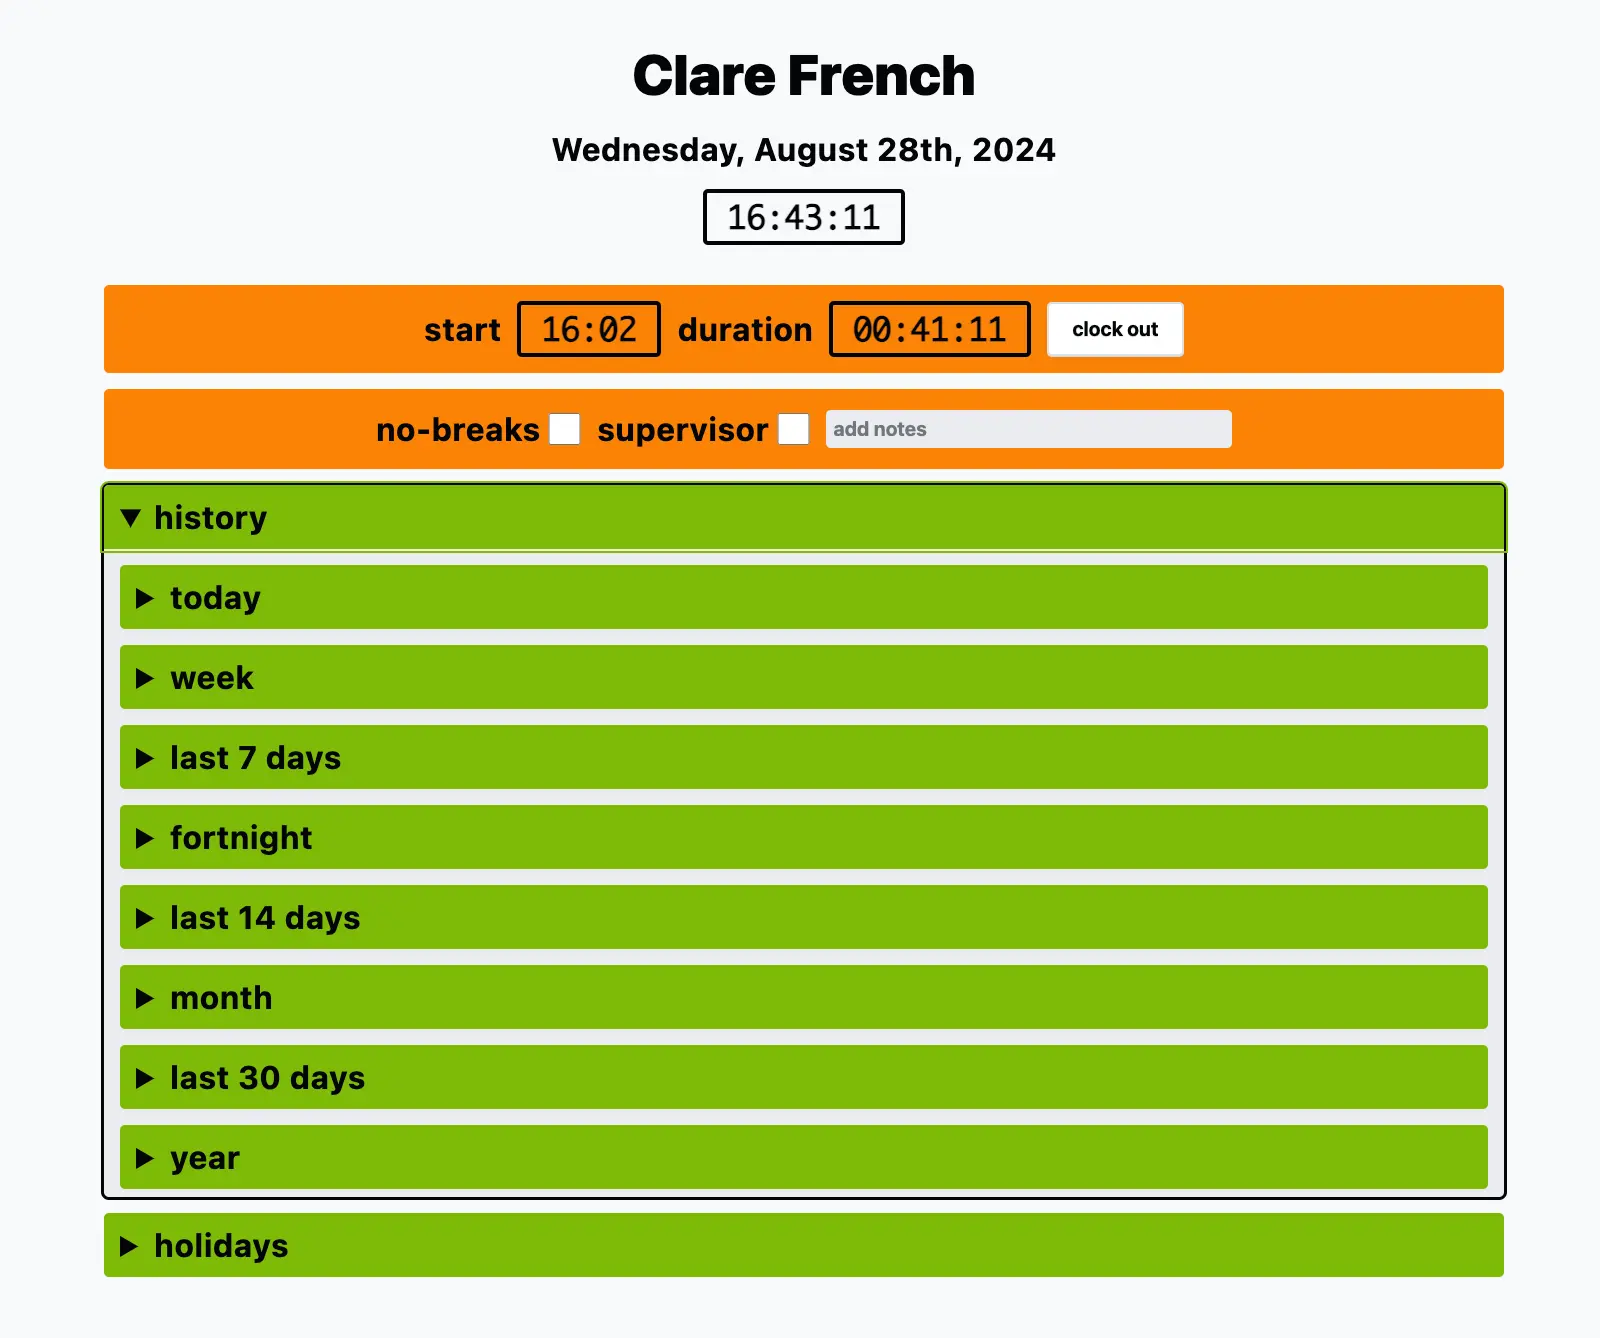 Clare French
Wednesday, August 28th, 2024
16:43:11
start 16:02 duration 00:41:11 clock out
no-breaks supervisor add notes
history
today
week
last 7 days
fortnight
last 14 days
month
last 30 days
year
holidays